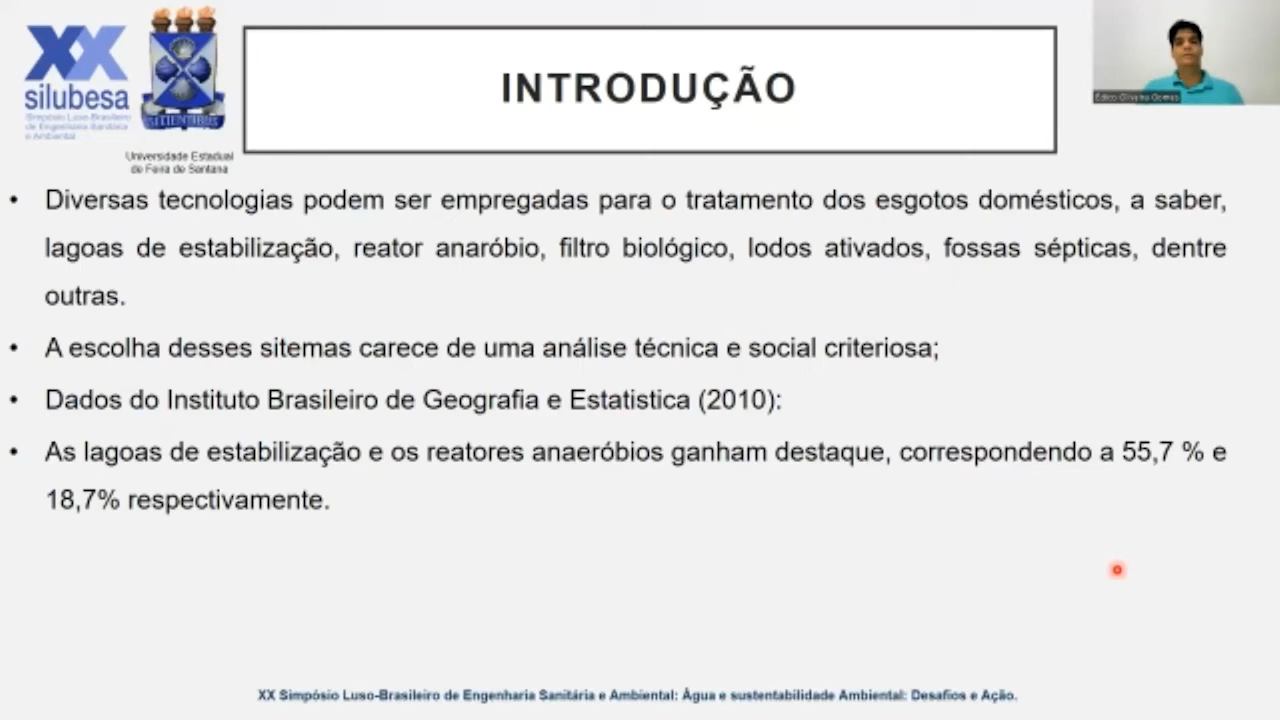 XX
silubesa
Simpósio Luso-Brasileiro
de Engenharia Sanitária
e Ambiental
Universidade Estadual
de Feira de Santana
INTRODUÇÃO
• Diversas tecnologias podem ser empregadas para o tratamento dos esgotos domésticos, a saber,
lagoas de estabilização, reator anaróbio, filtro biológico, lodos ativados, fossas sépticas, dentre
outras.
• A escolha desses sitemas carece de uma análise técnica e social criteriosa;
• Dados do Instituto Brasileiro de Geografia e Estatistica (2010):
• As lagoas de estabilização e os reatores anaeróbios ganham destaque, correspondendo a 55,7 % e
18,7% respectivamente.
XX Simpósio Luso-Brasileiro de Engenharia Sanitária e Ambiental: Água e sustentabilidade Ambiental: Desafios e Ação.